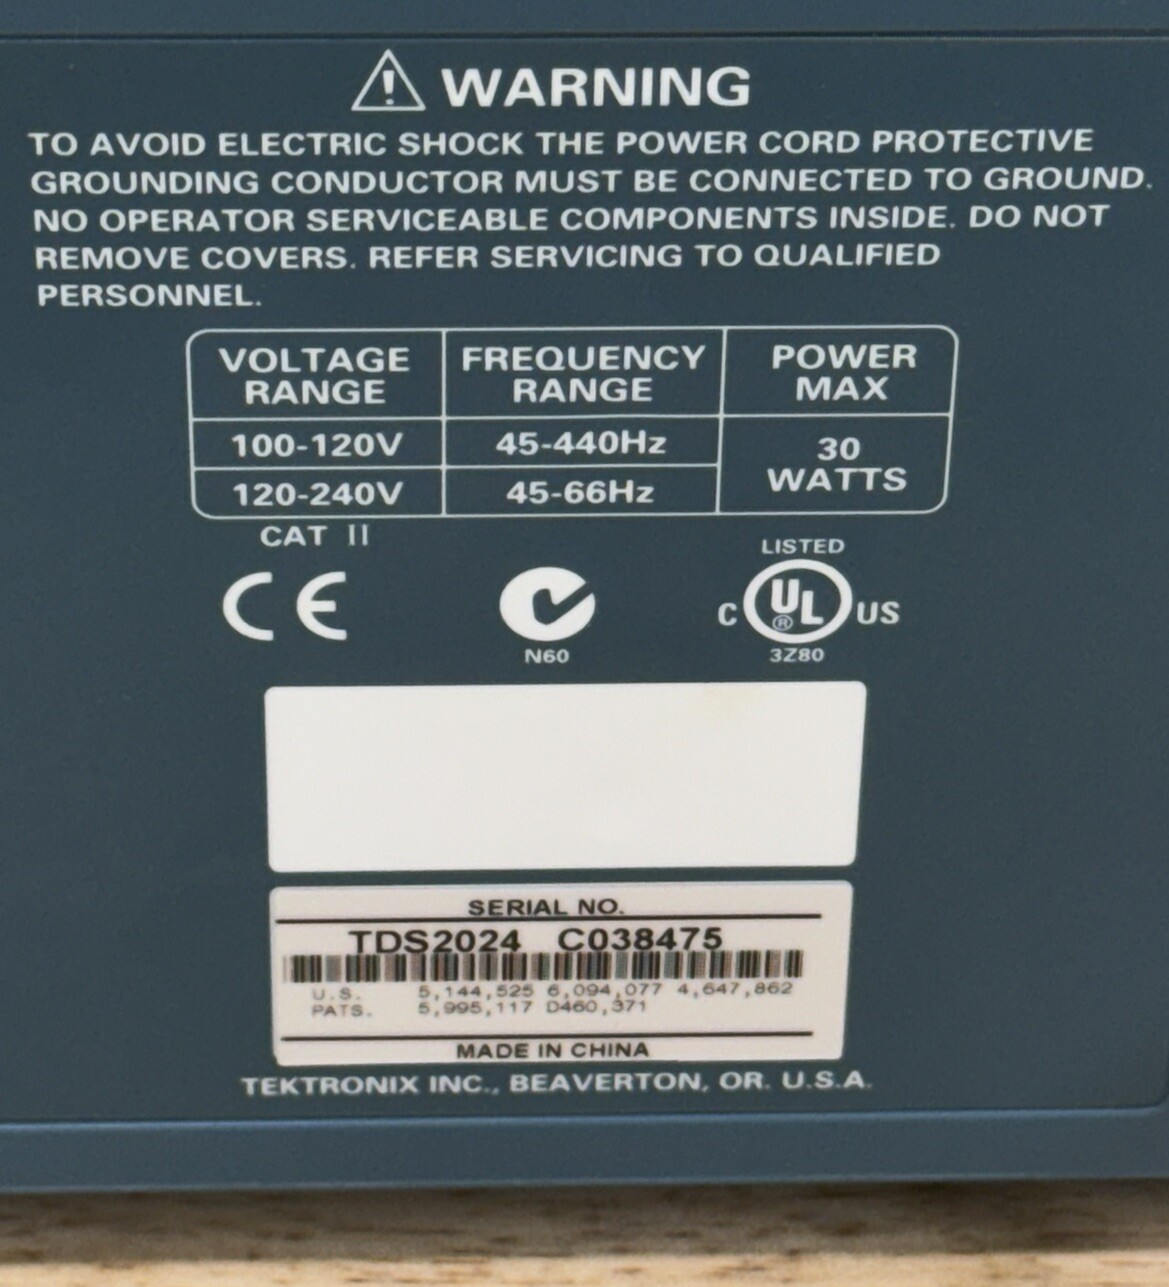 WARNING
TO AVOID ELECTRIC SHOCK THE POWER CORD PROTECTIVE
GROUNDING CONDUCTOR MUST BE CONNECTED TO GROUND.
NO OPERATOR SERVICEABLE COMPONENTS INSIDE. DO NOT
REMOVE COVERS. REFER SERVICING TO QUALIFIED
PERSONNEL.
VOLTAGE RANGE FREQUENCY RANGE POWER MAX
100-120V 45-440Hz 30 WATTS
120-240V 45-66Hz
CAT II
LISTED
CE C UL ® US
N60 3Z80
SERIAL NO.
TDS2024 C038475
U.S. 5,144,525 6,094,077 4,647,862
PATS. 5,995,117 D460,371
MADE IN CHINA
TEKTRONIX INC., BEAVERTON, OR. U.S.A.